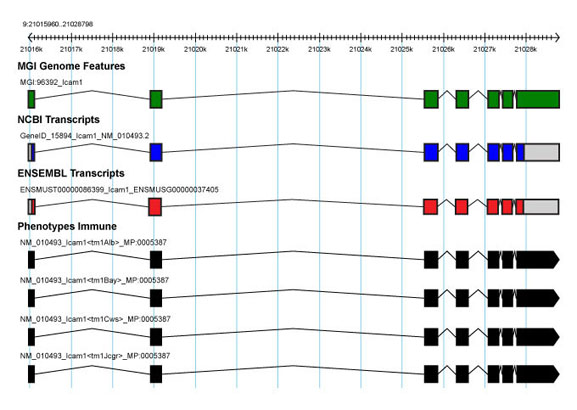 9:21015960..21028798
21016k 21017k 21018k 21019k 21020k 21021k 21022k 21023k 21024k 21025k 21026k 21027k 21028k
MGI Genome Features
MGI:96392_Icam1
NCBI Transcripts
GeneID_15894_Icam1_NM_010493.2
ENSEMBL Transcripts
ENSMUST00000086399_Icam1_ENSMUSG00000037405
Phenotypes Immune
NM_010493_Icam1<tm1Alb>_MP:0005387
NM_010493_Icam1<tm1Bay>_MP:0005387
NM_010493_Icam1<tm1Cws>_MP:0005387
NM_010493_Icam1<tm1Jcgr>_MP:0005387